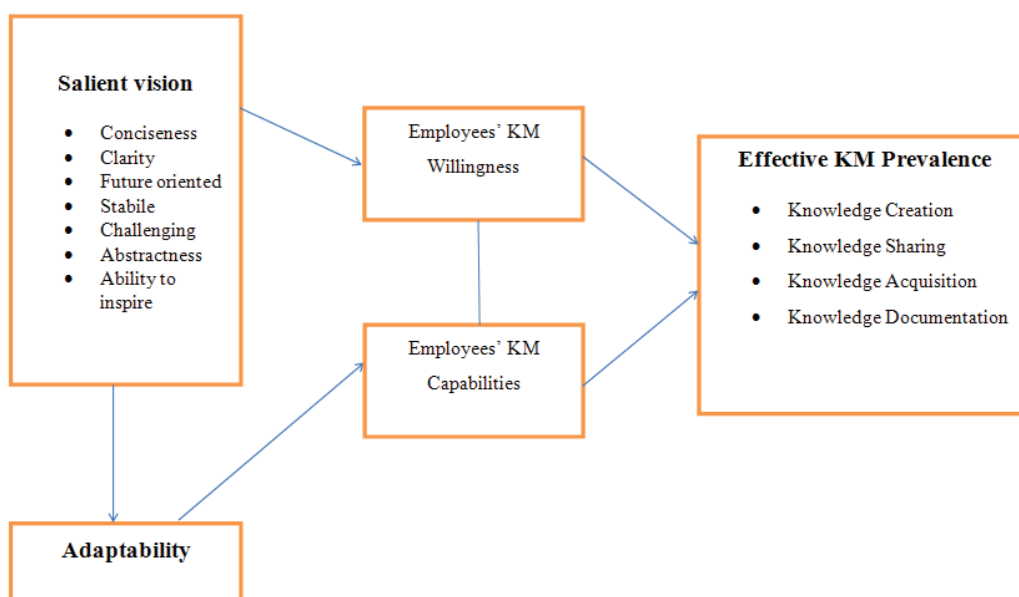 Salient vision
• Conciseness
• Clarity
• Future oriented
• Stabile
• Challenging
• Abstractness
• Ability to
inspire
Employees’ KM
Willingness
Employees’ KM
Capabilities
Effective KM Prevalence
• Knowledge Creation
• Knowledge Sharing
• Knowledge Acquisition
• Knowledge Documentation
Adaptability